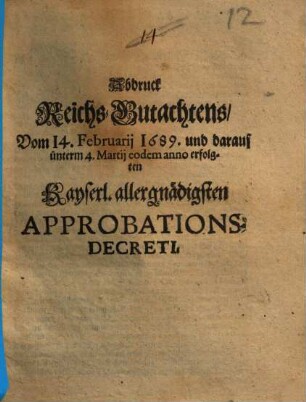 12
11
Abdruck
Reichs-Gutachtens/
Vom 14. Februarij 1689. und darauf
ünterm 4. Martij eodem anno erfolg-
ten
Kayserl. allergnädigsten
APPROBATIONS-
DECRETI.